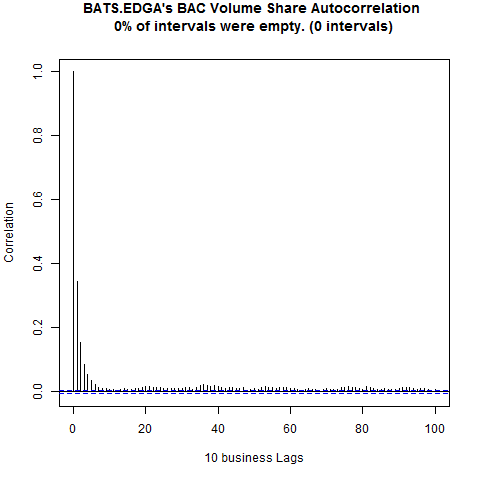 BATS.EDGA's BAC Volume Share Autocorrelation
0% of intervals were empty. (0 intervals)
Correlation
1.0
0.8
0.6
0.4
0.2
0.0
0 20 40 60 80 100
10 business Lags